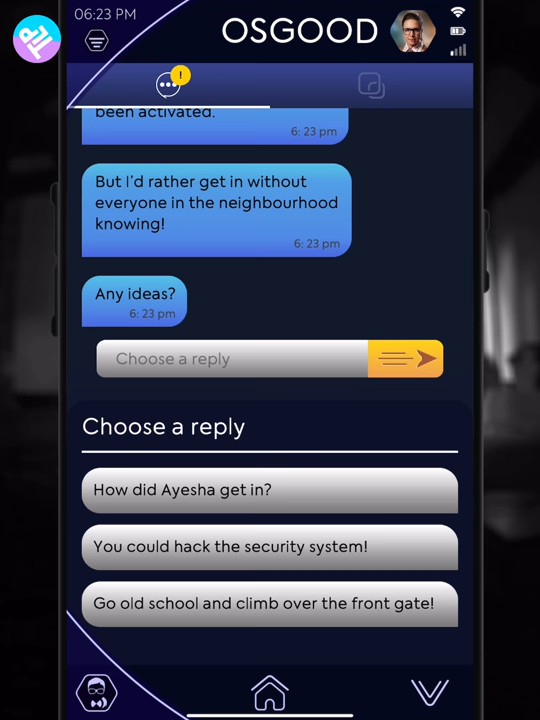 06:23 PM
OSGOOD
!
been activated.
6: 23 pm
But I'd rather get in without
everyone in the neighbourhood
knowing!
6: 23 pm
Any ideas?
6: 23 pm
Choose a reply
Choose a reply
How did Ayesha get in?
You could hack the security system!
Go old school and climb over the front gate!